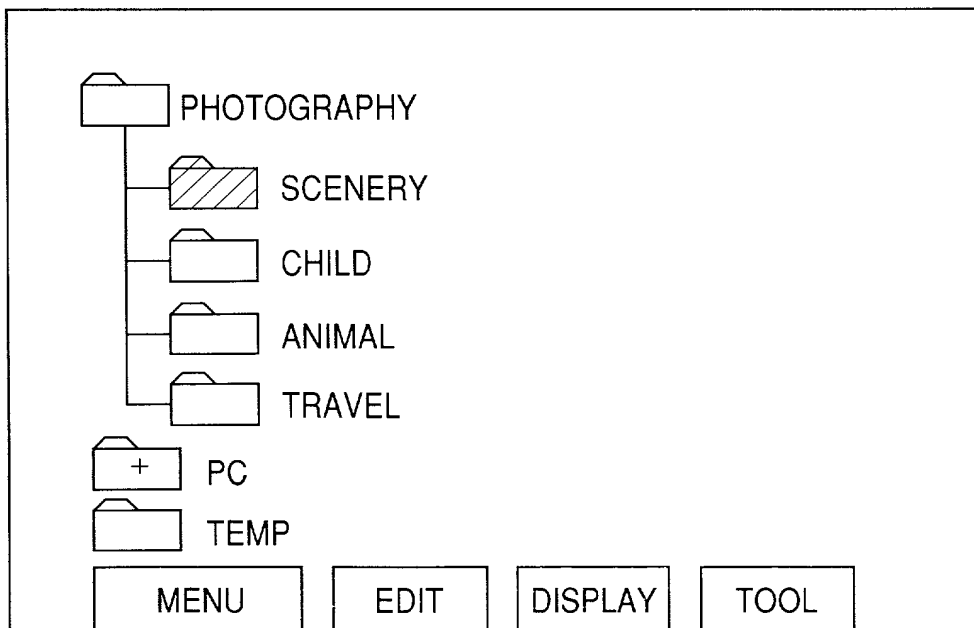 PHOTOGRAPHY
SCENERY
CHILD
ANIMAL
TRAVEL
+ PC
TEMP
MENU EDIT DISPLAY TOOL